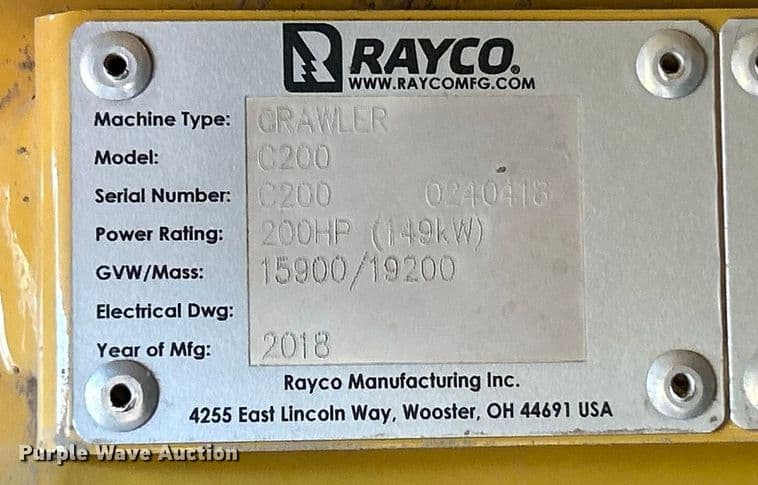 RAYCO®
WWW.RAYCOMFG.COM
Machine Type: CRAWLER
Model: C200
Serial Number: C200 0240418
Power Rating: 200HP (149kW)
GVW/Mass: 15900/19200
Electrical Dwg:
Year of Mfg: 2018
Rayco Manufacturing Inc.
4255 East Lincoln Way, Wooster, OH 44691 USA
Purple Wave Auction